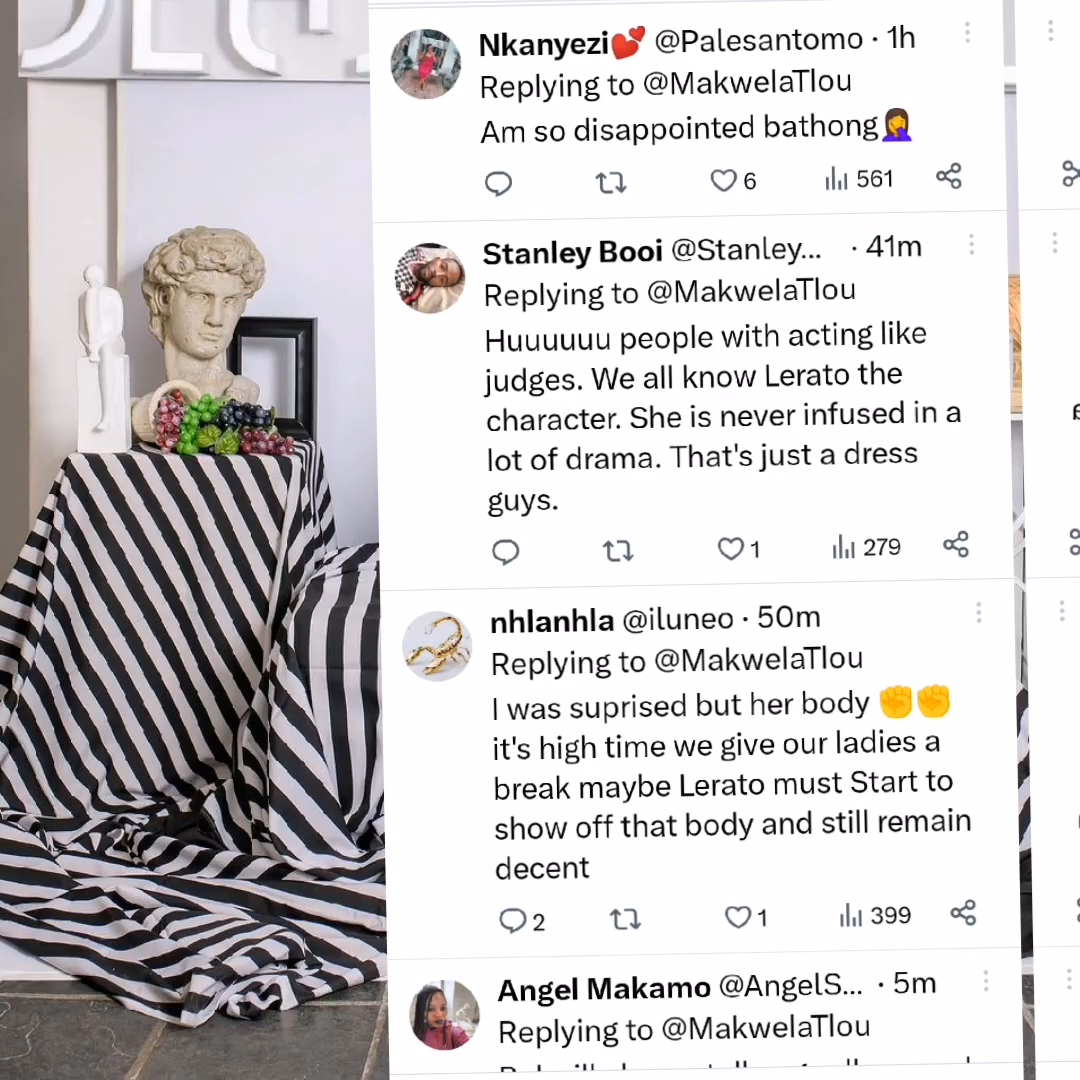 Nkanyezi💕 @Palesantomo · 1h
Replying to @MakwelaTlou
Am so disappointed bathong🤦‍♀️
6 561
Stanley Booi @Stanley... · 41m
Replying to @MakwelaTlou
Huuuuuu people with acting like
judges. We all know Lerato the
character. She is never infused in a
lot of drama. That's just a dress
guys.
1 279
nhlanhla @iluneo · 50m
Replying to @MakwelaTlou
I was suprised but her body ✊✊
it's high time we give our ladies a
break maybe Lerato must Start to
show off that body and still remain
decent
2 1 399
Angel Makamo @AngelS... · 5m
Replying to @MakwelaTlou